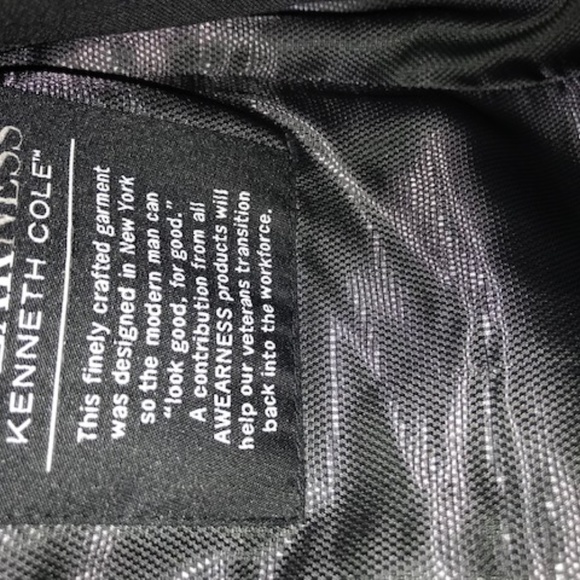 KENNETH COLE™
This finely crafted garment
was designed in New York
so the modern man can
"look good, for good."
A contribution from all
AWEARNESS products will
help our veterans transition
back into the workforce.